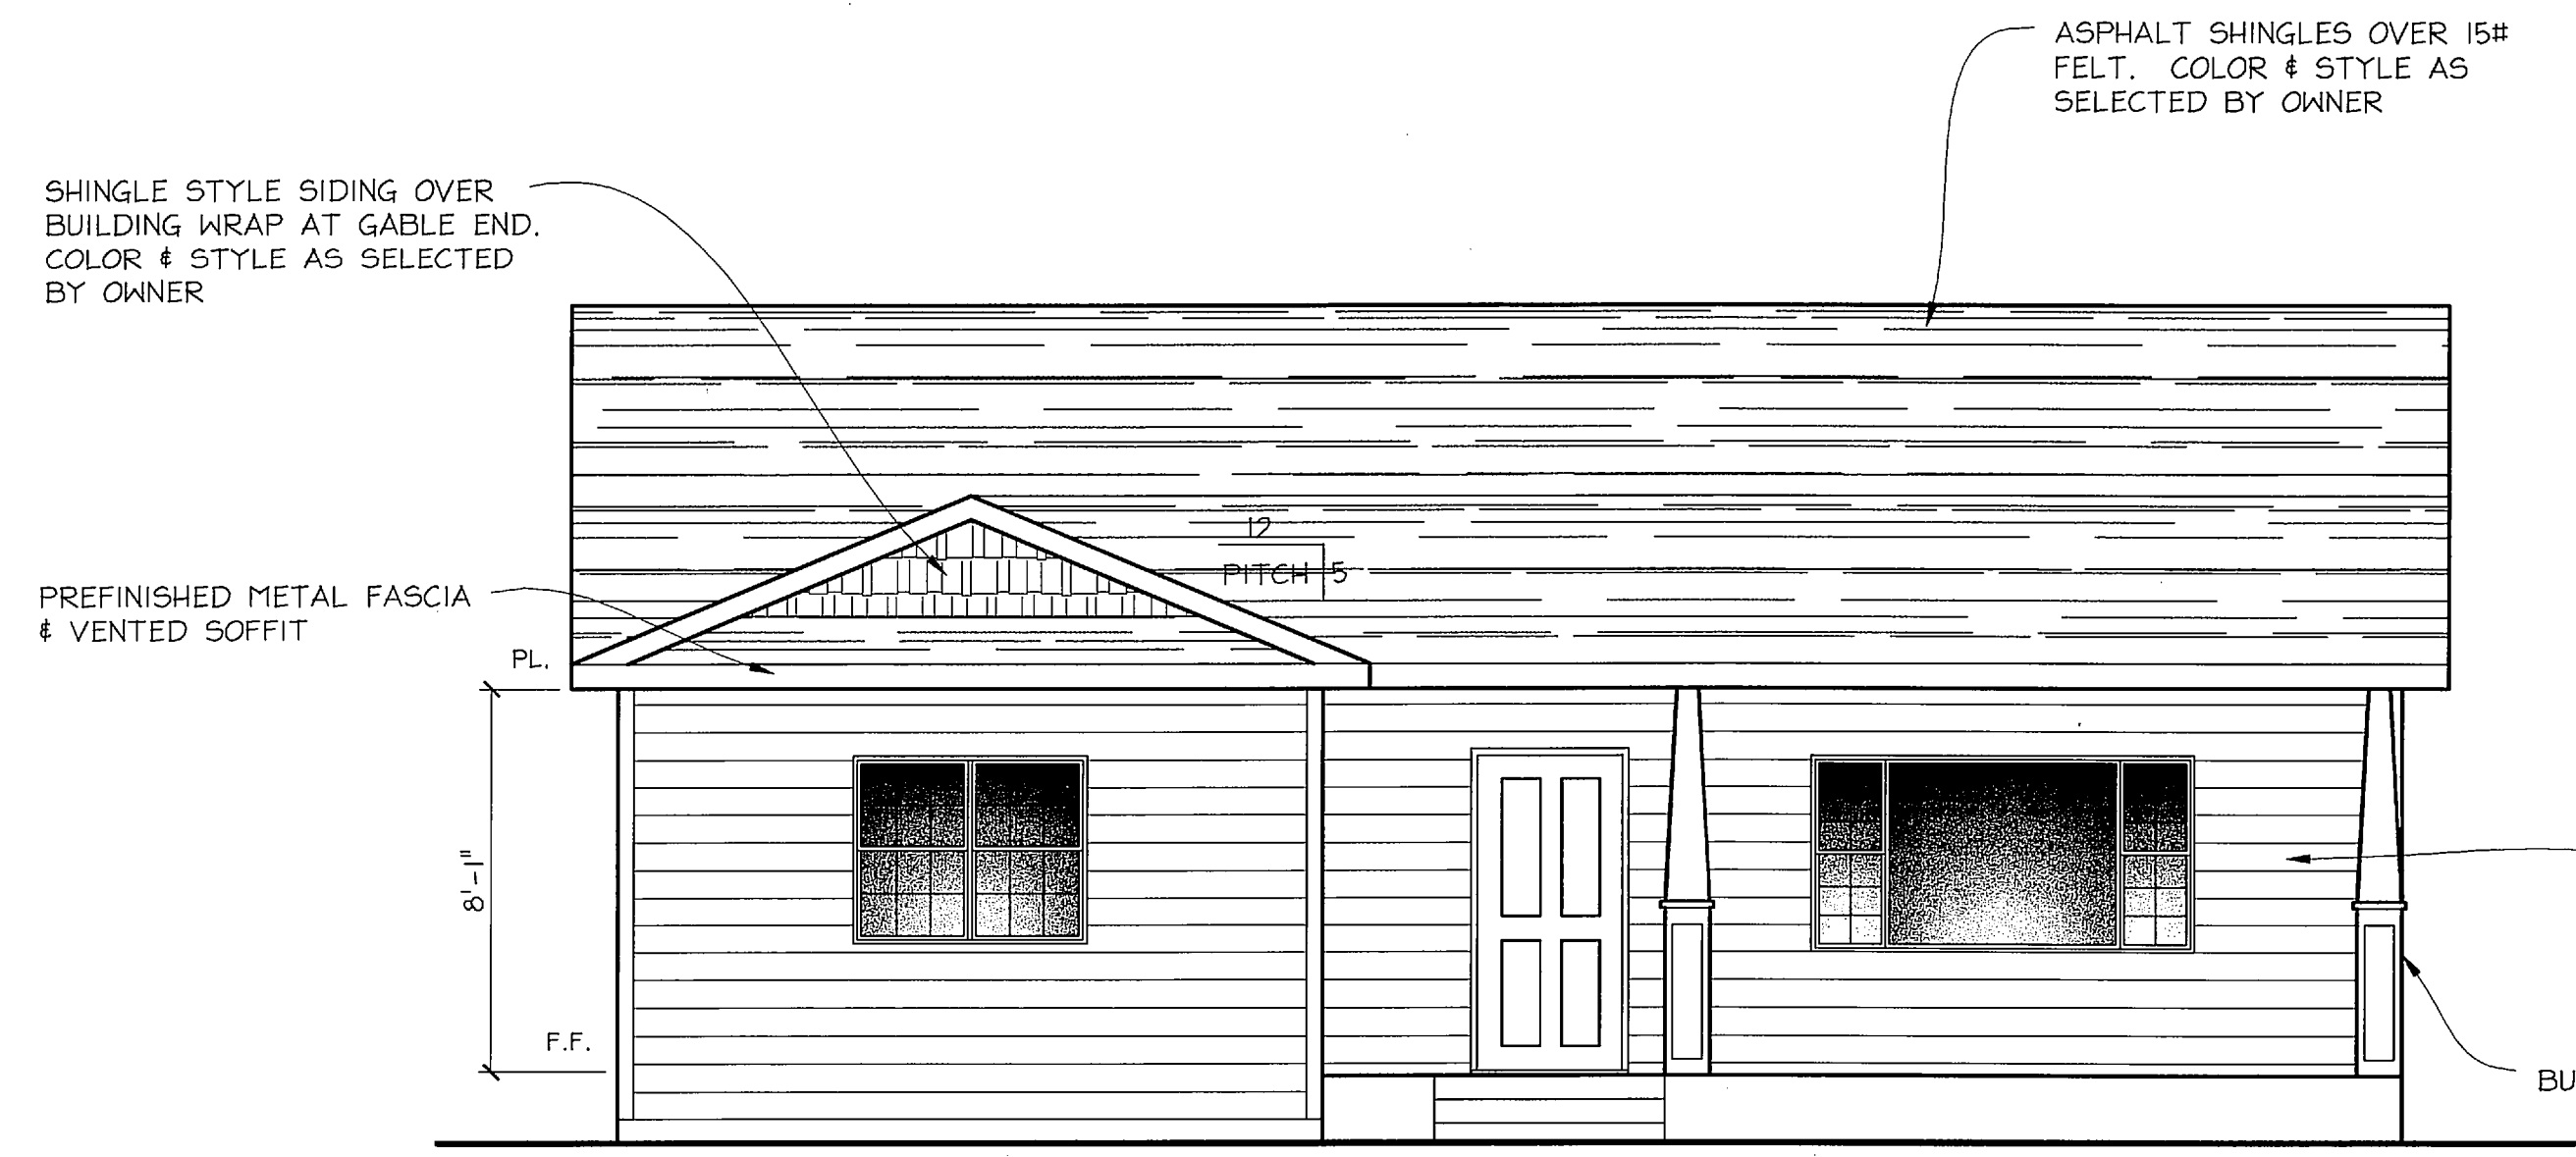 ASPHALT SHINGLES OVER 15#
FELT. COLOR & STYLE AS
SELECTED BY OWNER
SHINGLE STYLE SIDING OVER
BUILDING WRAP AT GABLE END.
COLOR & STYLE AS SELECTED
BY OWNER
12
PITCH 5
PREFINISHED METAL FASCIA
& VENTED SOFFIT
PL.
8'-1"
F.F.
BU